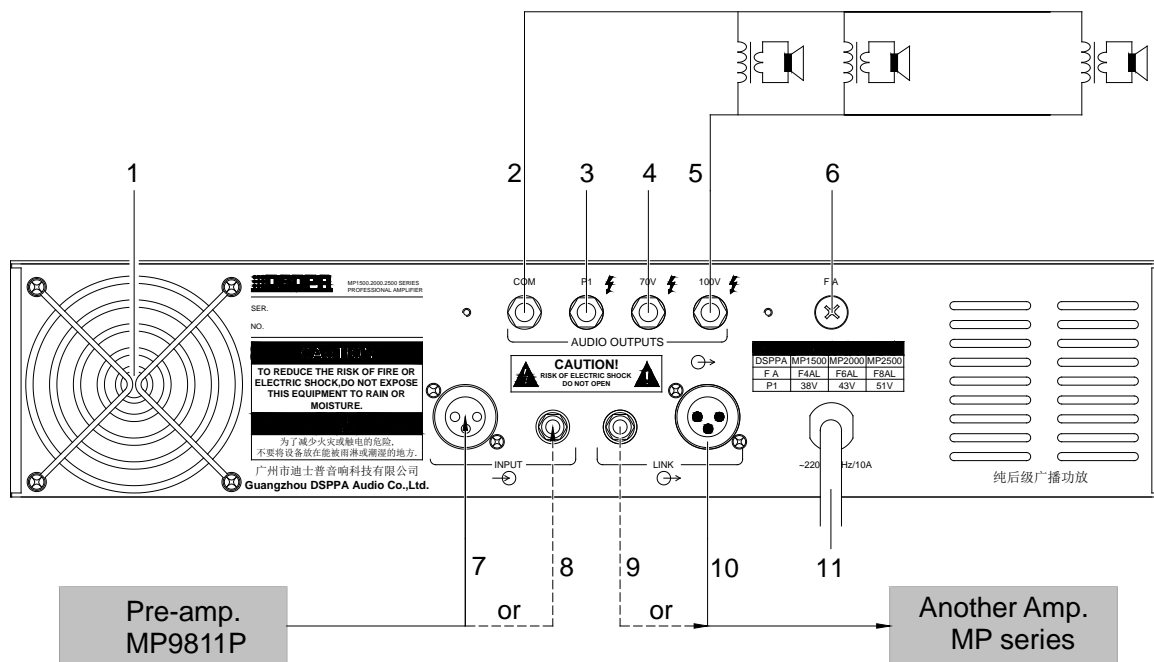 1
2
3
4
5
6
DSPPA
MP1500.2000.2500 SERIES
PROFESSIONAL AMPLIFIER
SER.
NO.
CAUTION
TO REDUCE THE RISK OF FIRE OR
ELECTRIC SHOCK,DO NOT EXPOSE
THIS EQUIPMENT TO RAIN OR
MOISTURE.
为了减少火灾或触电的危险,
不要将设备放在能被雨淋或潮湿的地方.
广州市迪士普音响科技有限公司
Guangzhou DSPPA Audio Co.,Ltd.
COM
P1
70V
100V
AUDIO OUTPUTS
CAUTION!
RISK OF ELECTRIC SHOCK
DO NOT OPEN
INPUT
LINK
F A
DSPPA MP1500 MP2000 MP2500
F A F4AL F6AL F8AL
P1 38V 43V 51V
~220 Hz/10A
纯后级广播功放
7
8
9
10
11
or
or
Pre-amp.
MP9811P
Another Amp.
MP series